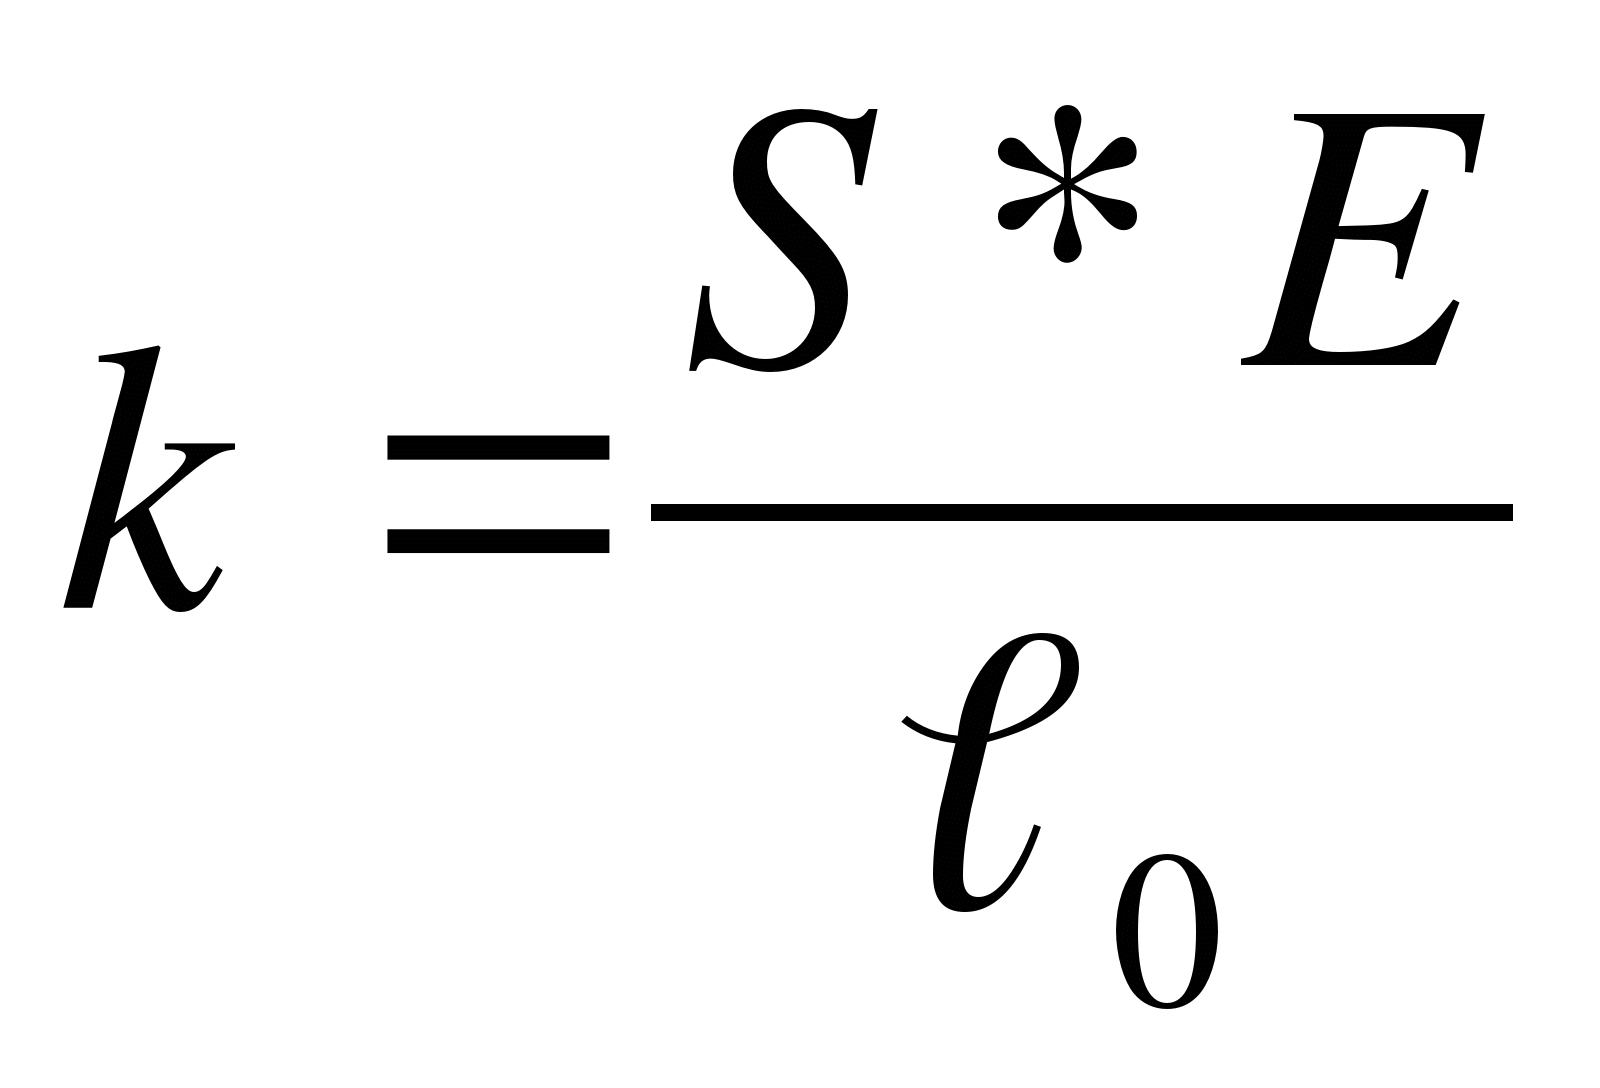 k = S * E / ℓ₀